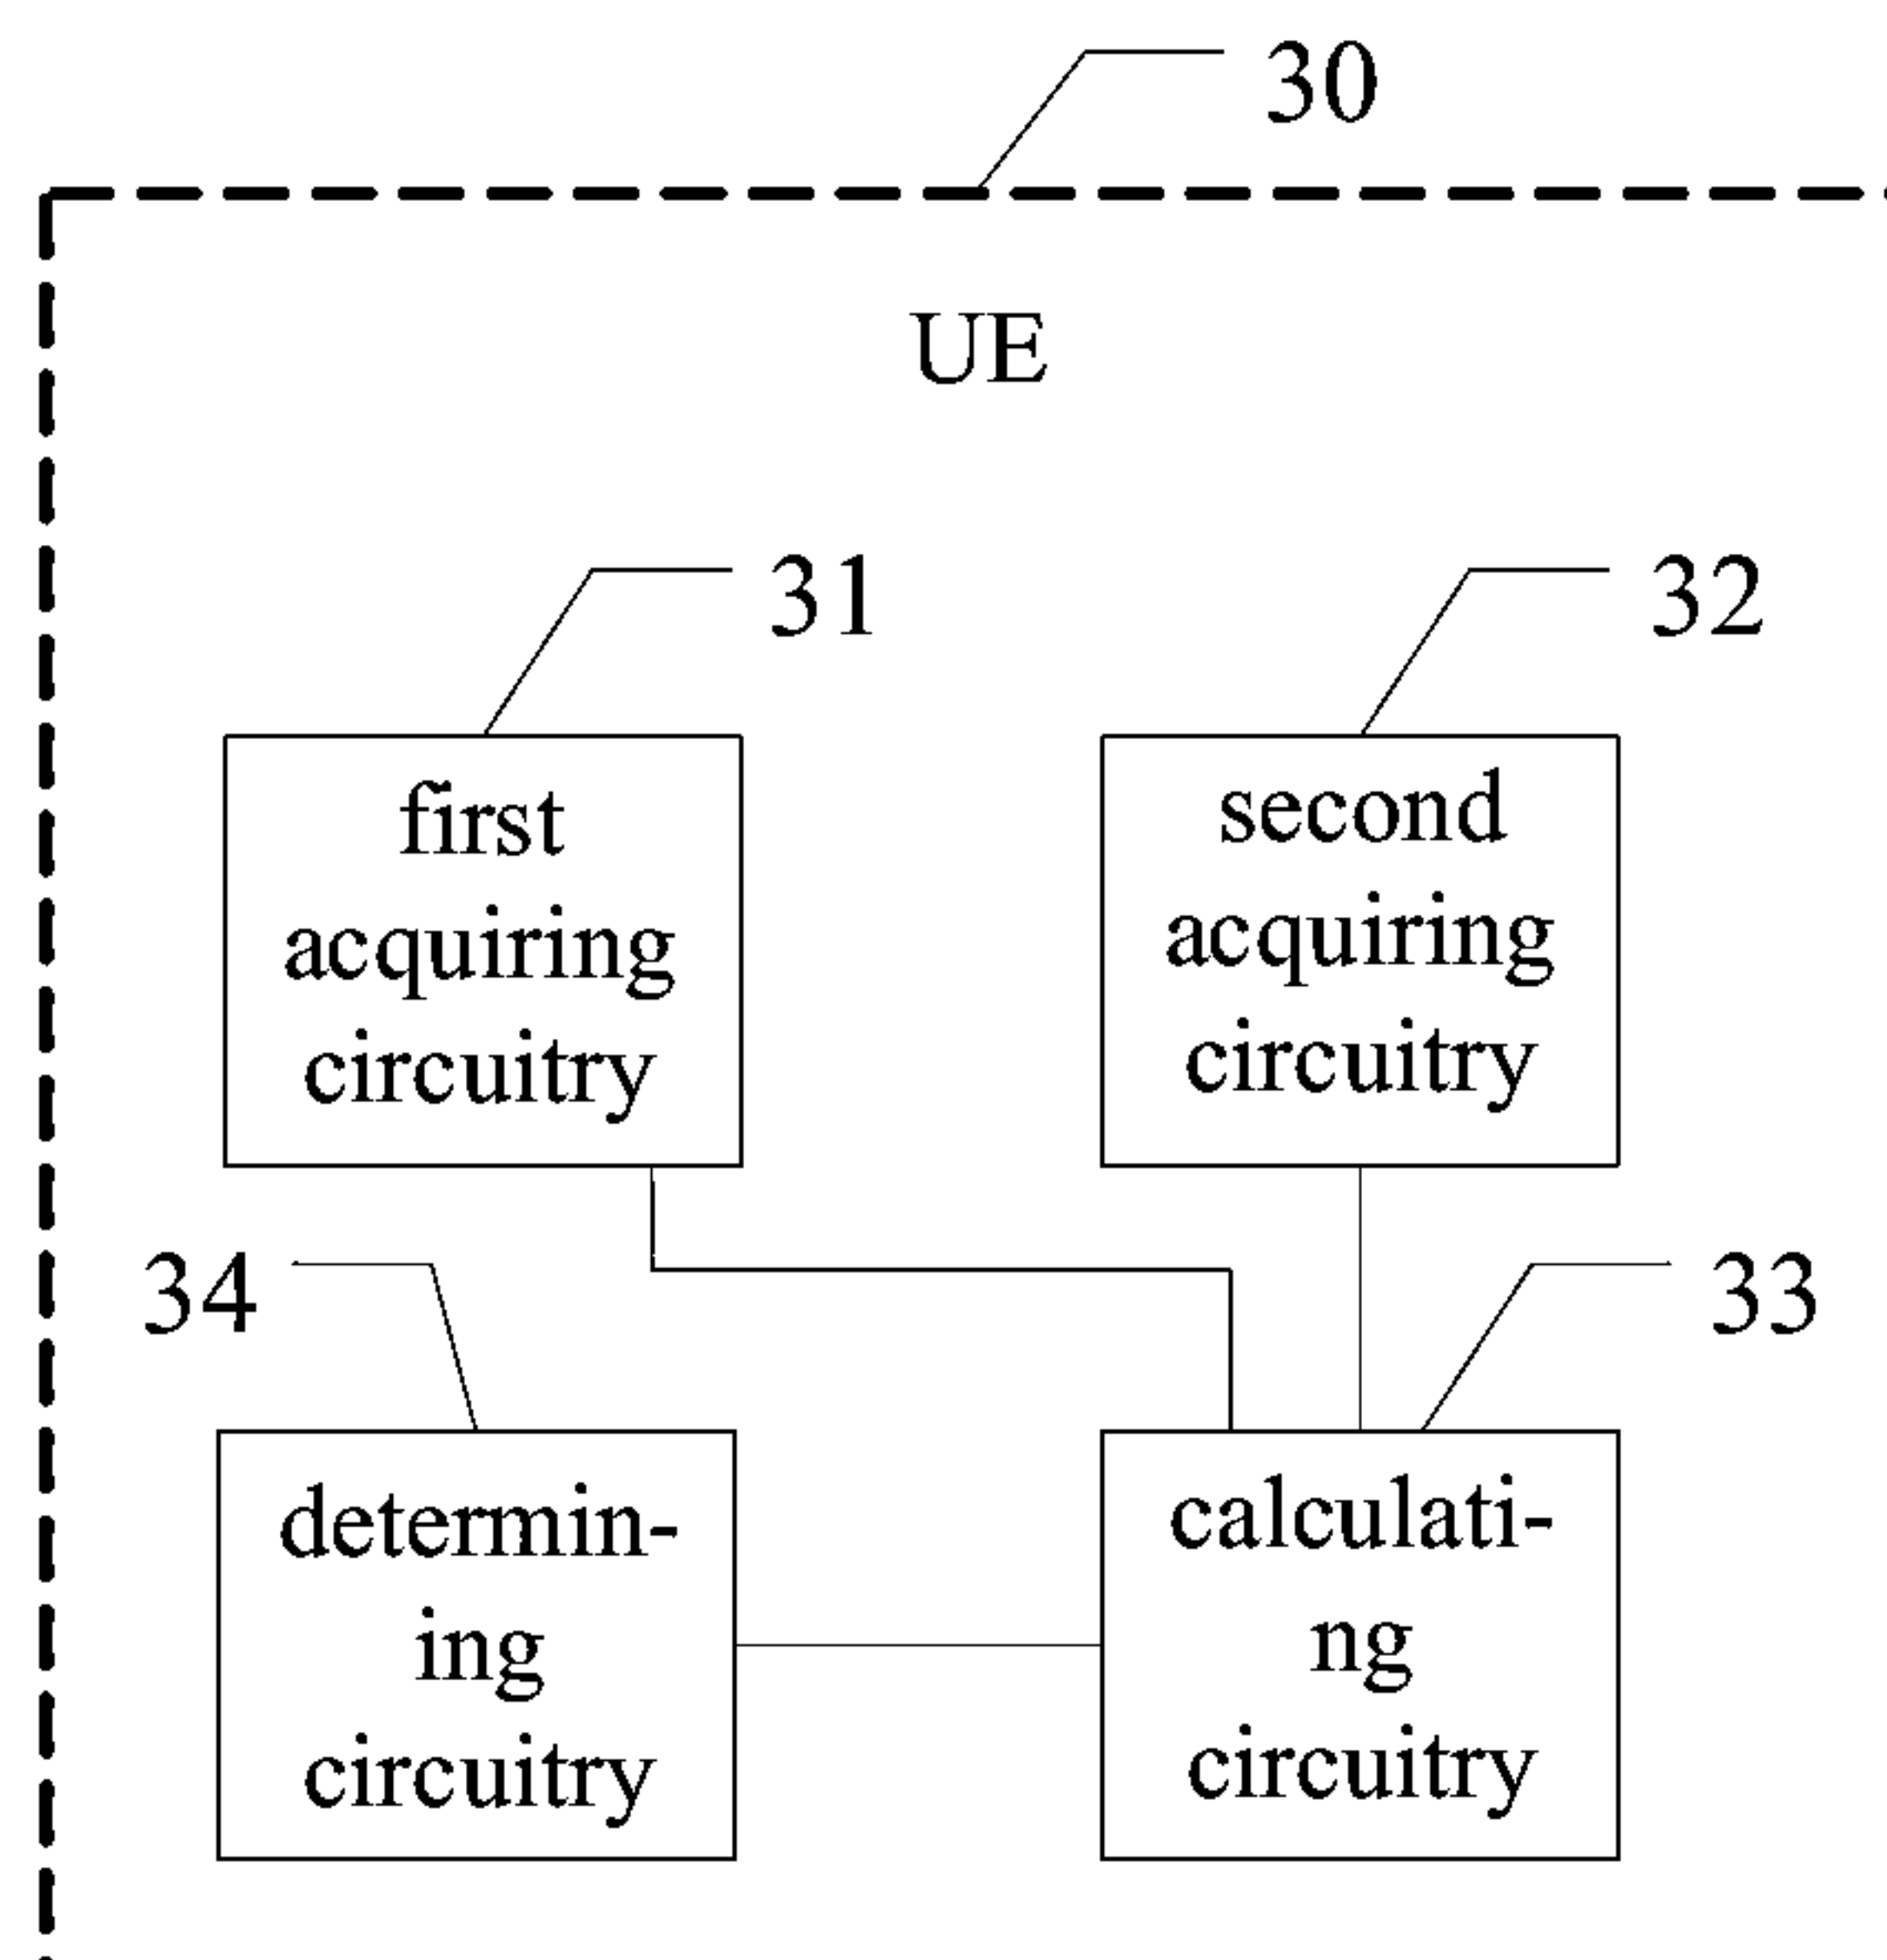 30
UE
31
32
first
acquiring
circuitry
second
acquiring
circuitry
34
33
determin-
ing
circuitry
calculati-
ng
circuitry